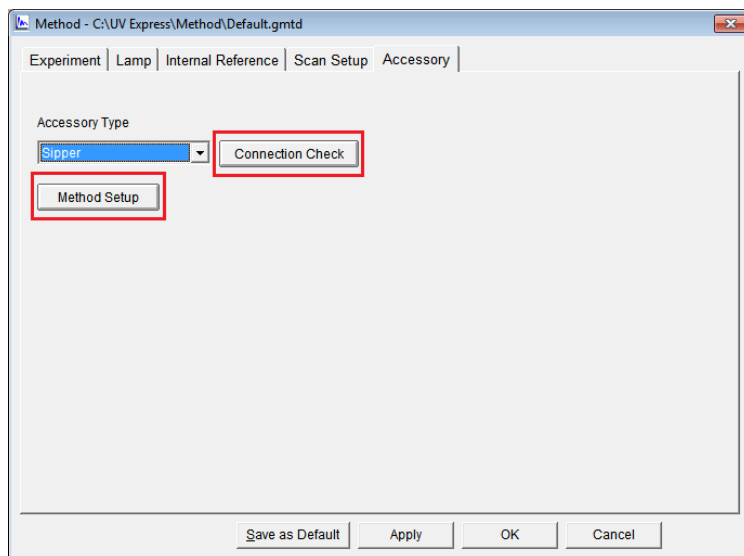 Method - C:\UV Express\Method\Default.gmtd
Experiment Lamp Internal Reference Scan Setup Accessory
Accessory Type
Sipper Connection Check
Method Setup
Save as Default Apply OK Cancel